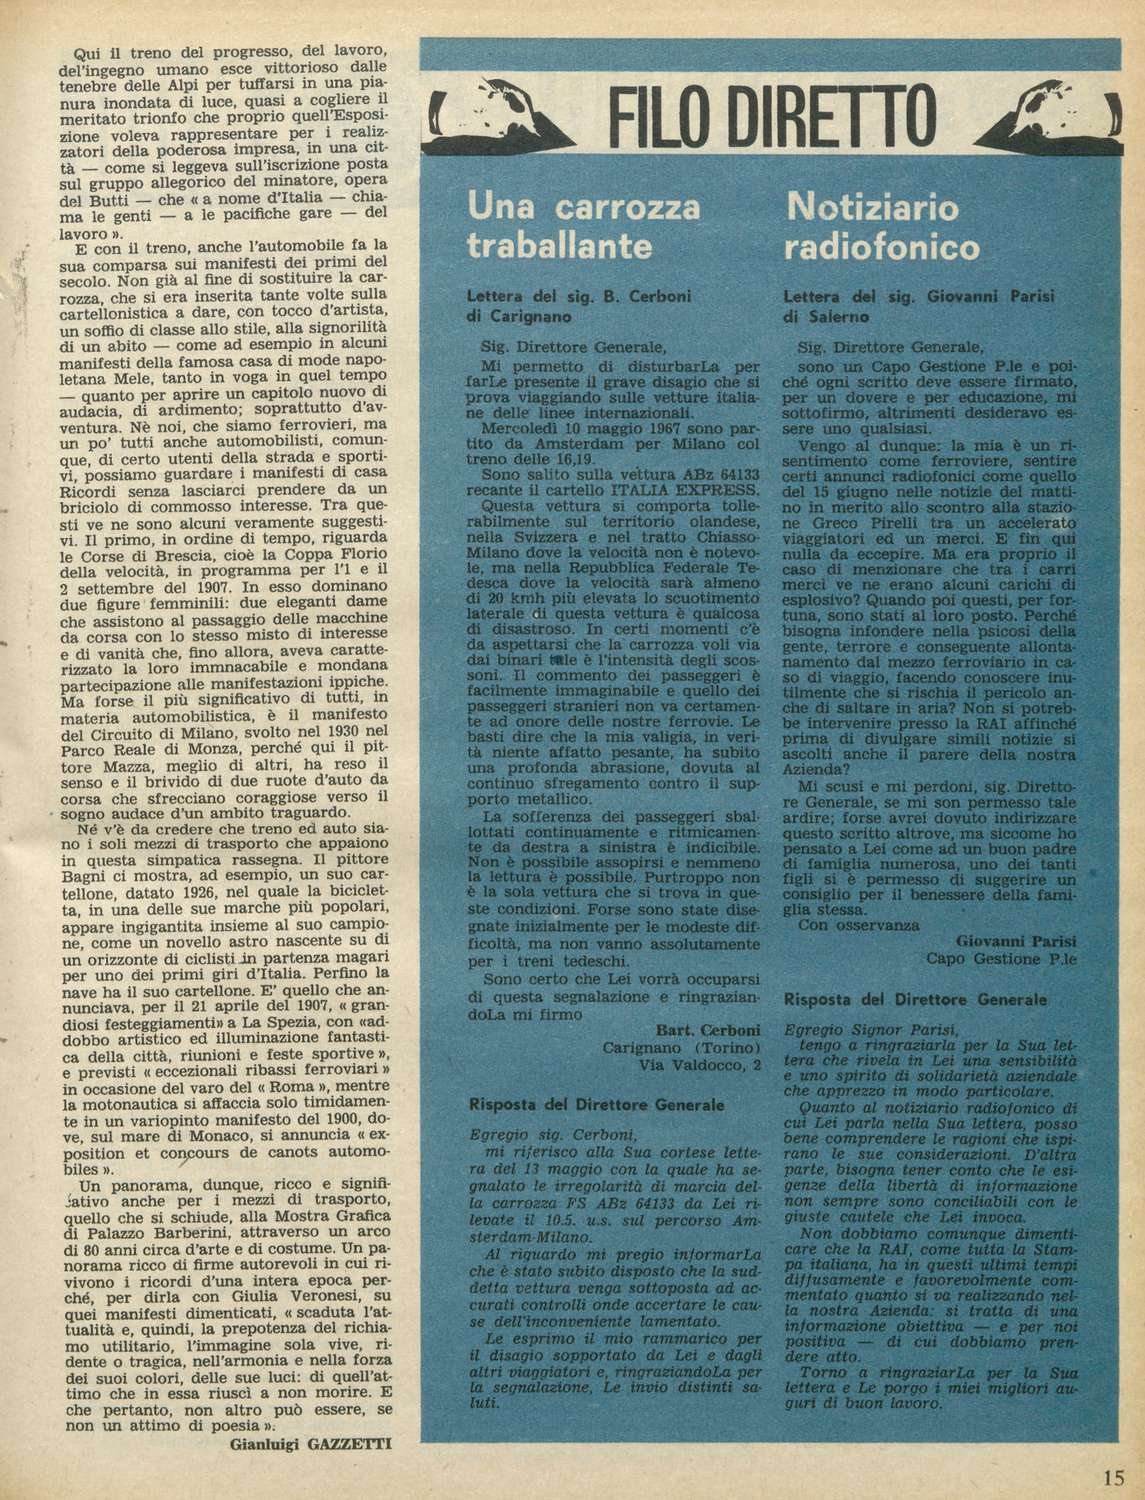 Qui il treno del progresso, del lavoro,
del'ingegno umano esce vittorioso dalle
tenebre delle Alpi per tuffarsi in una pia-
nura inondata di luce, quasi a cogliere il
meritato trionfo che proprio quell'Esposi-
zione voleva rappresentare per i realiz-
zatori della poderosa impresa, in una cit-
tà — come si leggeva sull'iscrizione posta
sul gruppo allegorico del minatore, opera
del Butti — che « a nome d'Italia — chia-
ma le genti — a le pacifiche gare — del
lavoro ».
E con il treno, anche l'automobile fa la
sua comparsa sui manifesti dei primi del
secolo. Non già al fine di sostituire la car-
rozza, che si era inserita tante volte sulla
cartellonistica a dare, con tocco d'artista,
un soffio di classe allo stile, alla signorilità
di un abito — come ad esempio in alcuni
manifesti della famosa casa di mode napo-
letana Mele, tanto in voga in quel tempo
— quanto per aprire un capitolo nuovo di
audacia, di ardimento; soprattutto d'av-
ventura. Nè noi, che siamo ferrovieri, ma
un po' tutti anche automobilisti, comun-
que, di certo utenti della strada e sporti-
vi, possiamo guardare i manifesti di casa
Ricordi senza lasciarci prendere da un
briciolo di commosso interesse. Tra que-
sti ve ne sono alcuni veramente suggesti-
vi. Il primo, in ordine di tempo, riguarda
le Corse di Brescia, cioè la Coppa Florio
della velocità, in programma per l'1 e il
2 settembre del 1907. In esso dominano
due figure femminili: due eleganti dame
che assistono al passaggio delle macchine
da corsa con lo stesso misto di interesse
e di vanità che, fino allora, aveva caratte-
rizzato la loro immnacabile e mondana
partecipazione alle manifestazioni ippiche.
Ma forse il più significativo di tutti, in
materia automobilistica, è il manifesto
del Circuito di Milano, svolto nel 1930 nel
Parco Reale di Monza, perché qui il pit-
tore Mazza, meglio di altri, ha reso il
senso e il brivido di due ruote d'auto da
corsa che sfrecciano coraggiose verso il
sogno audace d'un ambito traguardo.
Né v'è da credere che treno ed auto sia-
no i soli mezzi di trasporto che appaiono
in questa simpatica rassegna. Il pittore
Bagni ci mostra, ad esempio, un suo car-
tellone, datato 1926, nel quale la biciclet-
ta, in una delle sue marche più popolari,
appare ingigantita insieme al suo campio-
ne, come un novello astro nascente su di
un orizzonte di ciclisti in partenza magari
per uno dei primi giri d'Italia. Perfino la
nave ha il suo cartellone. E' quello che an-
nunciava, per il 21 aprile del 1907, « gran-
diosi festeggiamenti» a La Spezia, con «ad-
dobbo artistico ed illuminazione fantasti-
ca della città, riunioni e feste sportive »,
e previsti « eccezionali ribassi ferroviari »
in occasione del varo del « Roma », mentre
la motonautica si affaccia solo timidamen-
te in un variopinto manifesto del 1900, do-
ve, sul mare di Monaco, si annuncia « ex-
position et concours de canots automo-
biles ».
Un panorama, dunque, ricco e signifi-
cativo anche per i mezzi di trasporto,
quello che si schiude, alla Mostra Grafica
di Palazzo Barberini, attraverso un arco
di 80 anni circa d'arte e di costume. Un pa-
norama ricco di firme autorevoli in cui ri-
vivono i ricordi d'una intera epoca per-
ché, per dirla con Giulia Veronesi, su
quei manifesti dimenticati, « scaduta l'at-
tualità e, quindi, la prepotenza del richia-
mo utilitario, l'immagine sola vive, ri-
dente o tragica, nell'armonia e nella forza
dei suoi colori, delle sue luci: di quell'at-
timo che in essa riuscì a non morire. E
che pertanto, non altro può essere, se
non un attimo di poesia ».
Gianluigi GAZZETTI
FILO DIRETTO
Una carrozza
traballante
Lettera del sig. B. Cerboni
di Carignano
Sig. Direttore Generale,
Mi permetto di disturbarLa per
farLe presente il grave disagio che si
prova viaggiando sulle vetture italia-
ne delle linee internazionali.
Mercoledì 10 maggio 1967 sono par-
tito da Amsterdam per Milano col
treno delle 16,19.
Sono salito sulla vettura ABz 64133
recante il cartello ITALIA EXPRESS.
Questa vettura si comporta tolle-
rabilmente sul territorio olandese,
nella Svizzera e nel tratto Chiasso-
Milano dove la velocità non è notevo-
le, ma nella Repubblica Federale Te-
desca dove la velocità sarà almeno
di 20 kmh più elevata lo scuotimento
laterale di questa vettura è qualcosa
di disastroso. In certi momenti c'è
da aspettarsi che la carrozza voli via
dai binari tale è l'intensità degli scos-
soni. Il commento dei passeggeri è
facilmente immaginabile e quello dei
passeggeri stranieri non va certamen-
te ad onore delle nostre ferrovie. Le
basti dire che la mia valigia, in veri-
tà niente affatto pesante, ha subito
una profonda abrasione, dovuta al
continuo sfregamento contro il sup-
porto metallico.
La sofferenza dei passeggeri sbal-
lottati continuamente e ritmicamen-
te da destra a sinistra è indicibile.
Non è possibile assopirsi e nemmeno
la lettura è possibile. Purtroppo non
è la sola vettura che si trova in que-
ste condizioni. Forse sono state dise-
gnate inizialmente per le modeste dif-
ficoltà, ma non vanno assolutamente
per i treni tedeschi.
Sono certo che Lei vorrà occuparsi
di questa segnalazione e ringrazian-
doLa mi firmo
Bart. Cerboni
Carignano (Torino)
Via Valdocco, 2
Risposta del Direttore Generale
Egregio sig. Cerboni,
mi riferisco alla Sua cortese lette-
ra del 13 maggio con la quale ha se-
gnalato le irregolarità di marcia del-
la carrozza FS ABz 64133 da Lei ri-
levate il 10.5. u.s. sul percorso Am-
sterdam-Milano.
Al riguardo mi pregio informarLa
che è stato subito disposto che la sud-
detta vettura venga sottoposta ad ac-
curati controlli onde accertare le cau-
se dell'inconveniente lamentato.
Le esprimo il mio rammarico per
il disagio sopportato da Lei e dagli
altri viaggiatori e, ringraziandoLa per
la segnalazione, Le invio distinti sa-
luti.
Notiziario
radiofonico
Lettera del sig. Giovanni Parisi
di Salerno
Sig. Direttore Generale,
sono un Capo Gestione P.le e poi-
ché ogni scritto deve essere firmato,
per un dovere e per educazione, mi
sottofirmo, altrimenti desideravo es-
sere uno qualsiasi.
Vengo al dunque: la mia è un ri-
sentimento come ferroviere, sentire
certi annunci radiofonici come quello
del 15 giugno nelle notizie del matti-
no in merito allo scontro alla stazio-
ne Greco Pirelli tra un accelerato
viaggiatori ed un merci. E fin qui
nulla da eccepire. Ma era proprio il
caso di menzionare che tra i carri
merci ve ne erano alcuni carichi di
esplosivo? Quando poi questi, per for-
tuna, sono stati al loro posto. Perché
bisogna infondere nella psicosi della
gente, terrore e conseguente allonta-
namento dal mezzo ferroviario in ca-
so di viaggio, facendo conoscere inu-
tilmente che si rischia il pericolo an-
che di saltare in aria? Non si potreb-
be intervenire presso la RAI affinché
prima di divulgare simili notizie si
ascolti anche il parere della nostra
Azienda?
Mi scusi e mi perdoni, sig. Diretto-
re Generale, se mi son permesso tale
ardire; forse avrei dovuto indirizzare
questo scritto altrove, ma siccome ho
pensato a Lei come ad un buon padre
di famiglia numerosa, uno dei tanti
figli si è permesso di suggerire un
consiglio per il benessere della fami-
glia stessa.
Con osservanza
Giovanni Parisi
Capo Gestione P.le
Risposta del Direttore Generale
Egregio Signor Parisi,
tengo a ringraziarla per la Sua let-
tera che rivela in Lei una sensibilità
e uno spirito di solidarietà aziendale
che apprezzo in modo particolare.
Quanto al notiziario radiofonico di
cui Lei parla nella Sua lettera, posso
bene comprendere le ragioni che ispi-
rano le sue considerazioni. D'altra
parte, bisogna tener conto che le esi-
genze della libertà di informazione
non sempre sono conciliabili con le
giuste cautele che Lei invoca.
Non dobbiamo comunque dimenti-
care che la RAI, come tutta la Stam-
pa italiana, ha in questi ultimi tempi
diffusamente e favorevolmente com-
mentato quanto si va realizzando nel-
la nostra Azienda: si tratta di una
informazione obiettiva — e per noi
positiva — di cui dobbiamo pren-
dere atto.
Torno a ringraziarLa per la Sua
lettera e Le porgo i miei migliori au-
guri di buon lavoro.
15